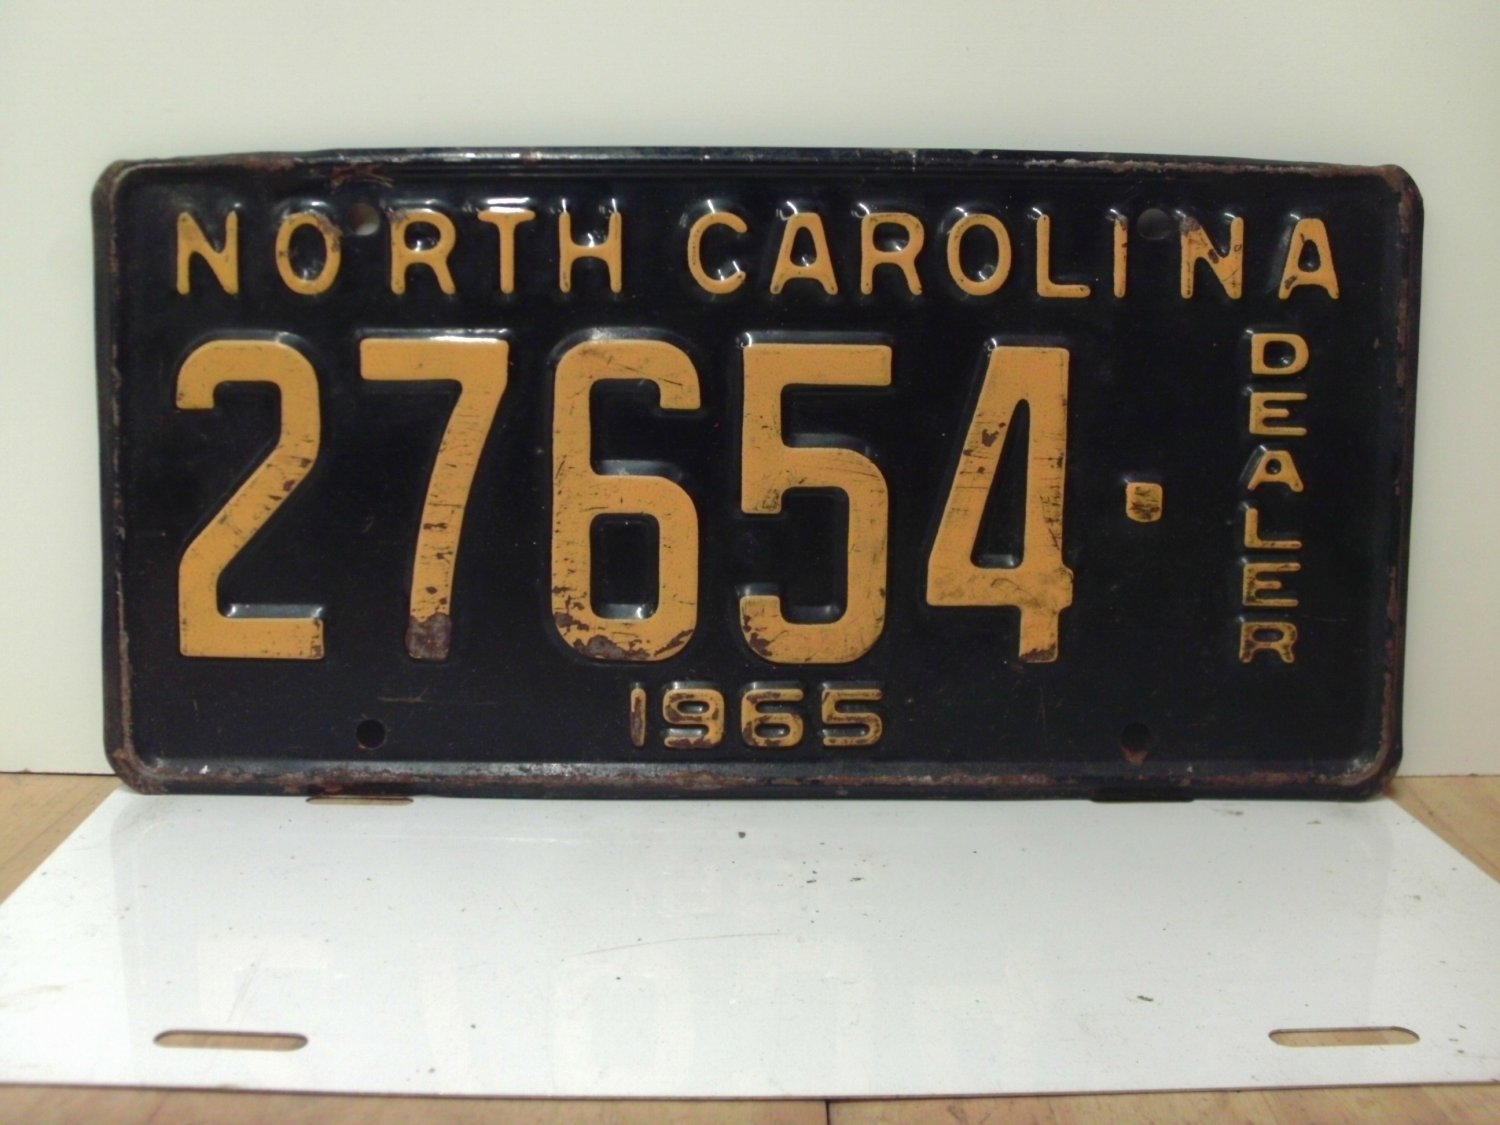 NORTH CAROLINA
27654·
DEALER
1965